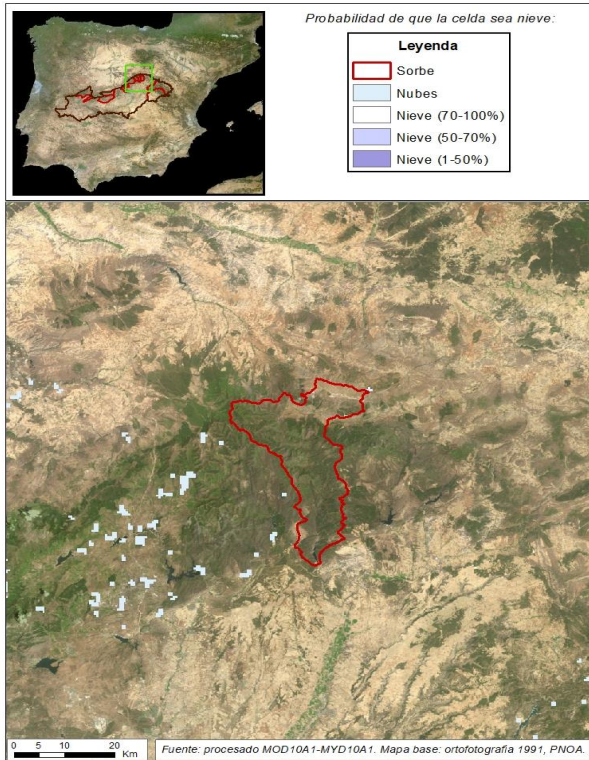 Probabilidad de que la celda sea nieve:
Leyenda
Sorbe
Nubes
Nieve (70-100%)
Nieve (50-70%)
Nieve (1-50%)
0 5 10 20
Km
Fuente: procesado MOD10A1-MYD10A1. Mapa base: ortofotografía 1991, PNOA.